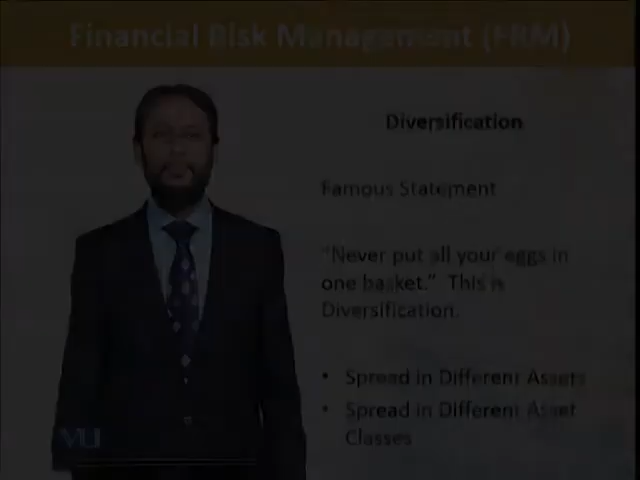 Financial Risk Management (FRM)
Diversification
Famous Statement
“Never put all your eggs in
one basket.” This is
Diversification.
• Spread in Different Assets
• Spread in Different Asset
Classes
VU